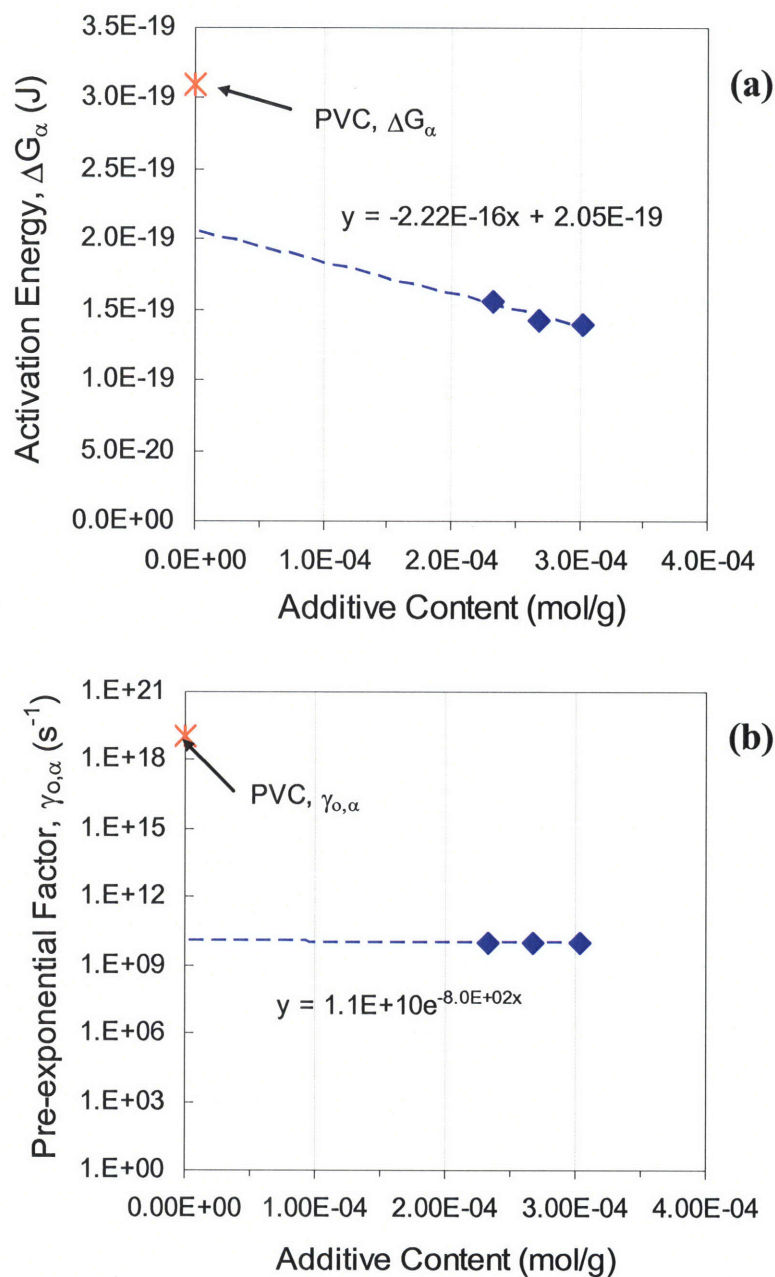 (a)
Activation Energy, ΔGα (J)
3.5E-19
3.0E-19
2.5E-19
2.0E-19
1.5E-19
1.0E-19
5.0E-20
0.0E+00
PVC, ΔGα
y = -2.22E-16x + 2.05E-19
0.0E+00 1.0E-04 2.0E-04 3.0E-04 4.0E-04
Additive Content (mol/g)
(b)
Pre-exponential Factor, γo,α (s⁻¹)
1.E+21
1.E+18
1.E+15
1.E+12
1.E+09
1.E+06
1.E+03
1.E+00
PVC, γo,α
y = 1.1E+10e^-8.0E+02x
0.00E+00 1.00E-04 2.00E-04 3.00E-04 4.00E-04
Additive Content (mol/g)